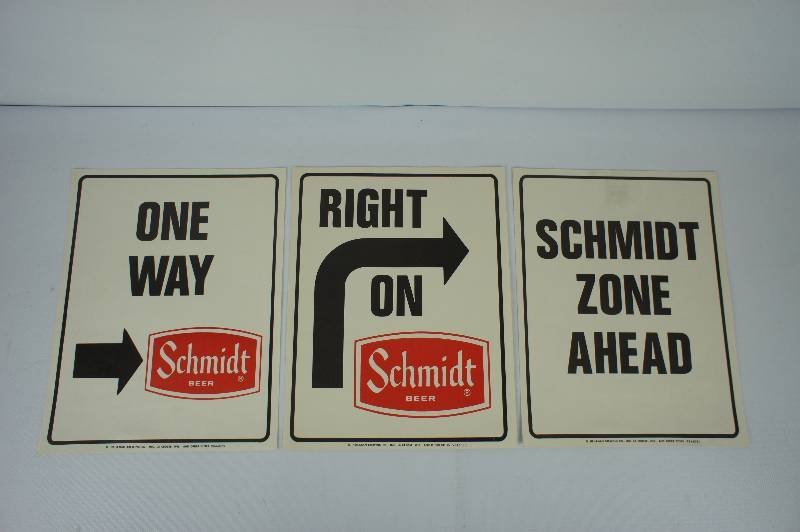 ONE
WAY
Schmidt
BEER
®
RIGHT
ON
Schmidt
BEER
®
SCHMIDT
ZONE
AHEAD